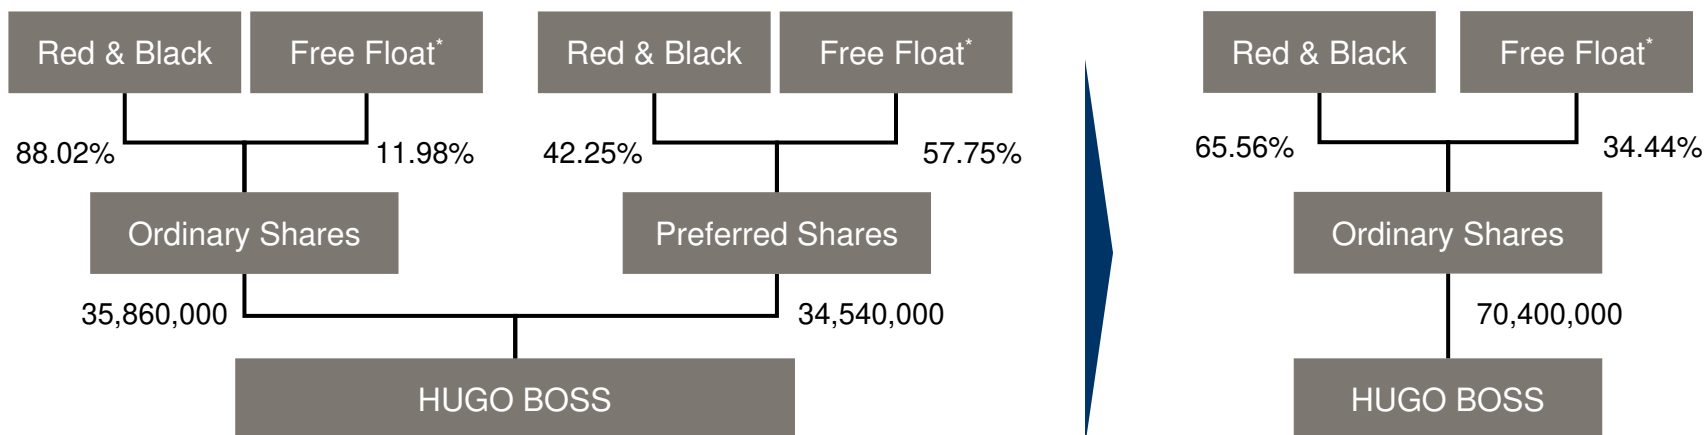 Red & Black Free Float* Red & Black Free Float* Red & Black Free Float*
88.02% 11.98% 42.25% 57.75% 65.56% 34.44%
Ordinary Shares Preferred Shares Ordinary Shares
35,860,000 34,540,000 70,400,000
HUGO BOSS HUGO BOSS